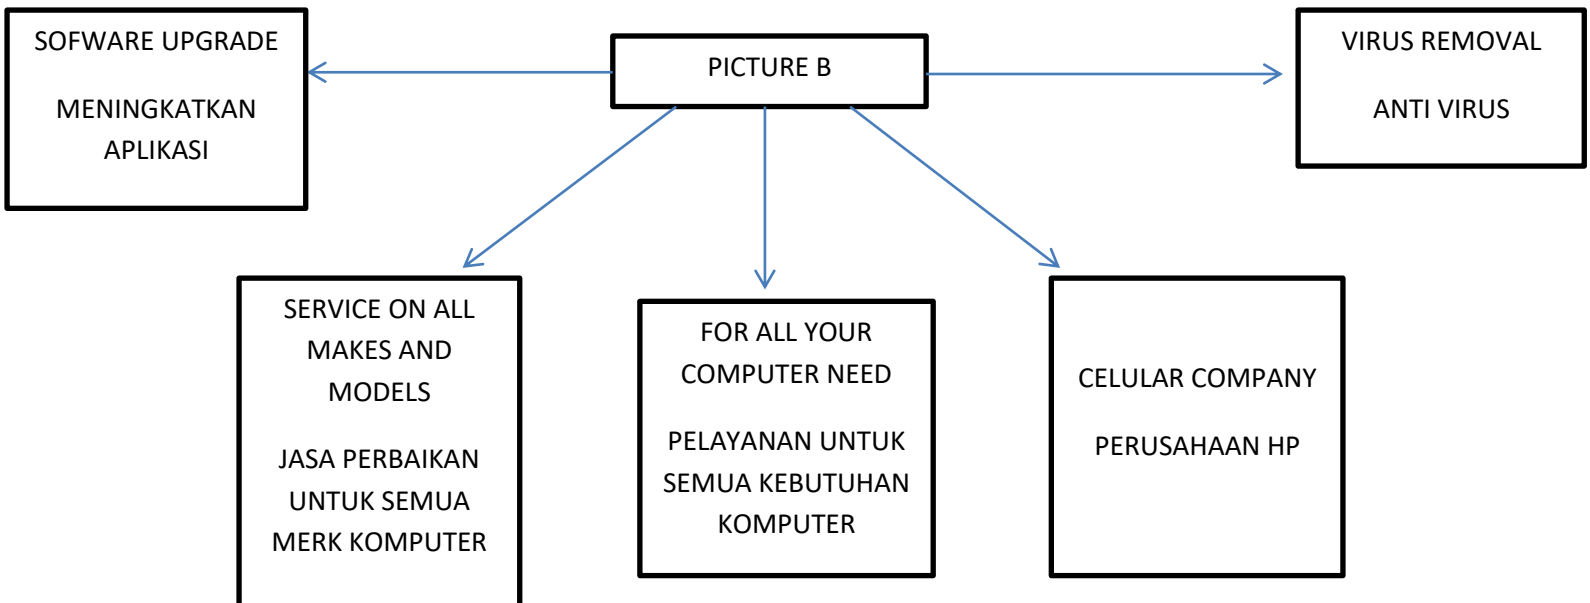 SOFWARE UPGRADE
MENINGKATKAN
APLIKASI
PICTURE B
VIRUS REMOVAL
ANTI VIRUS
SERVICE ON ALL
MAKES AND
MODELS
JASA PERBAIKAN
UNTUK SEMUA
MERK KOMPUTER
FOR ALL YOUR
COMPUTER NEED
PELAYANAN UNTUK
SEMUA KEBUTUHAN
KOMPUTER
CELULAR COMPANY
PERUSAHAAN HP